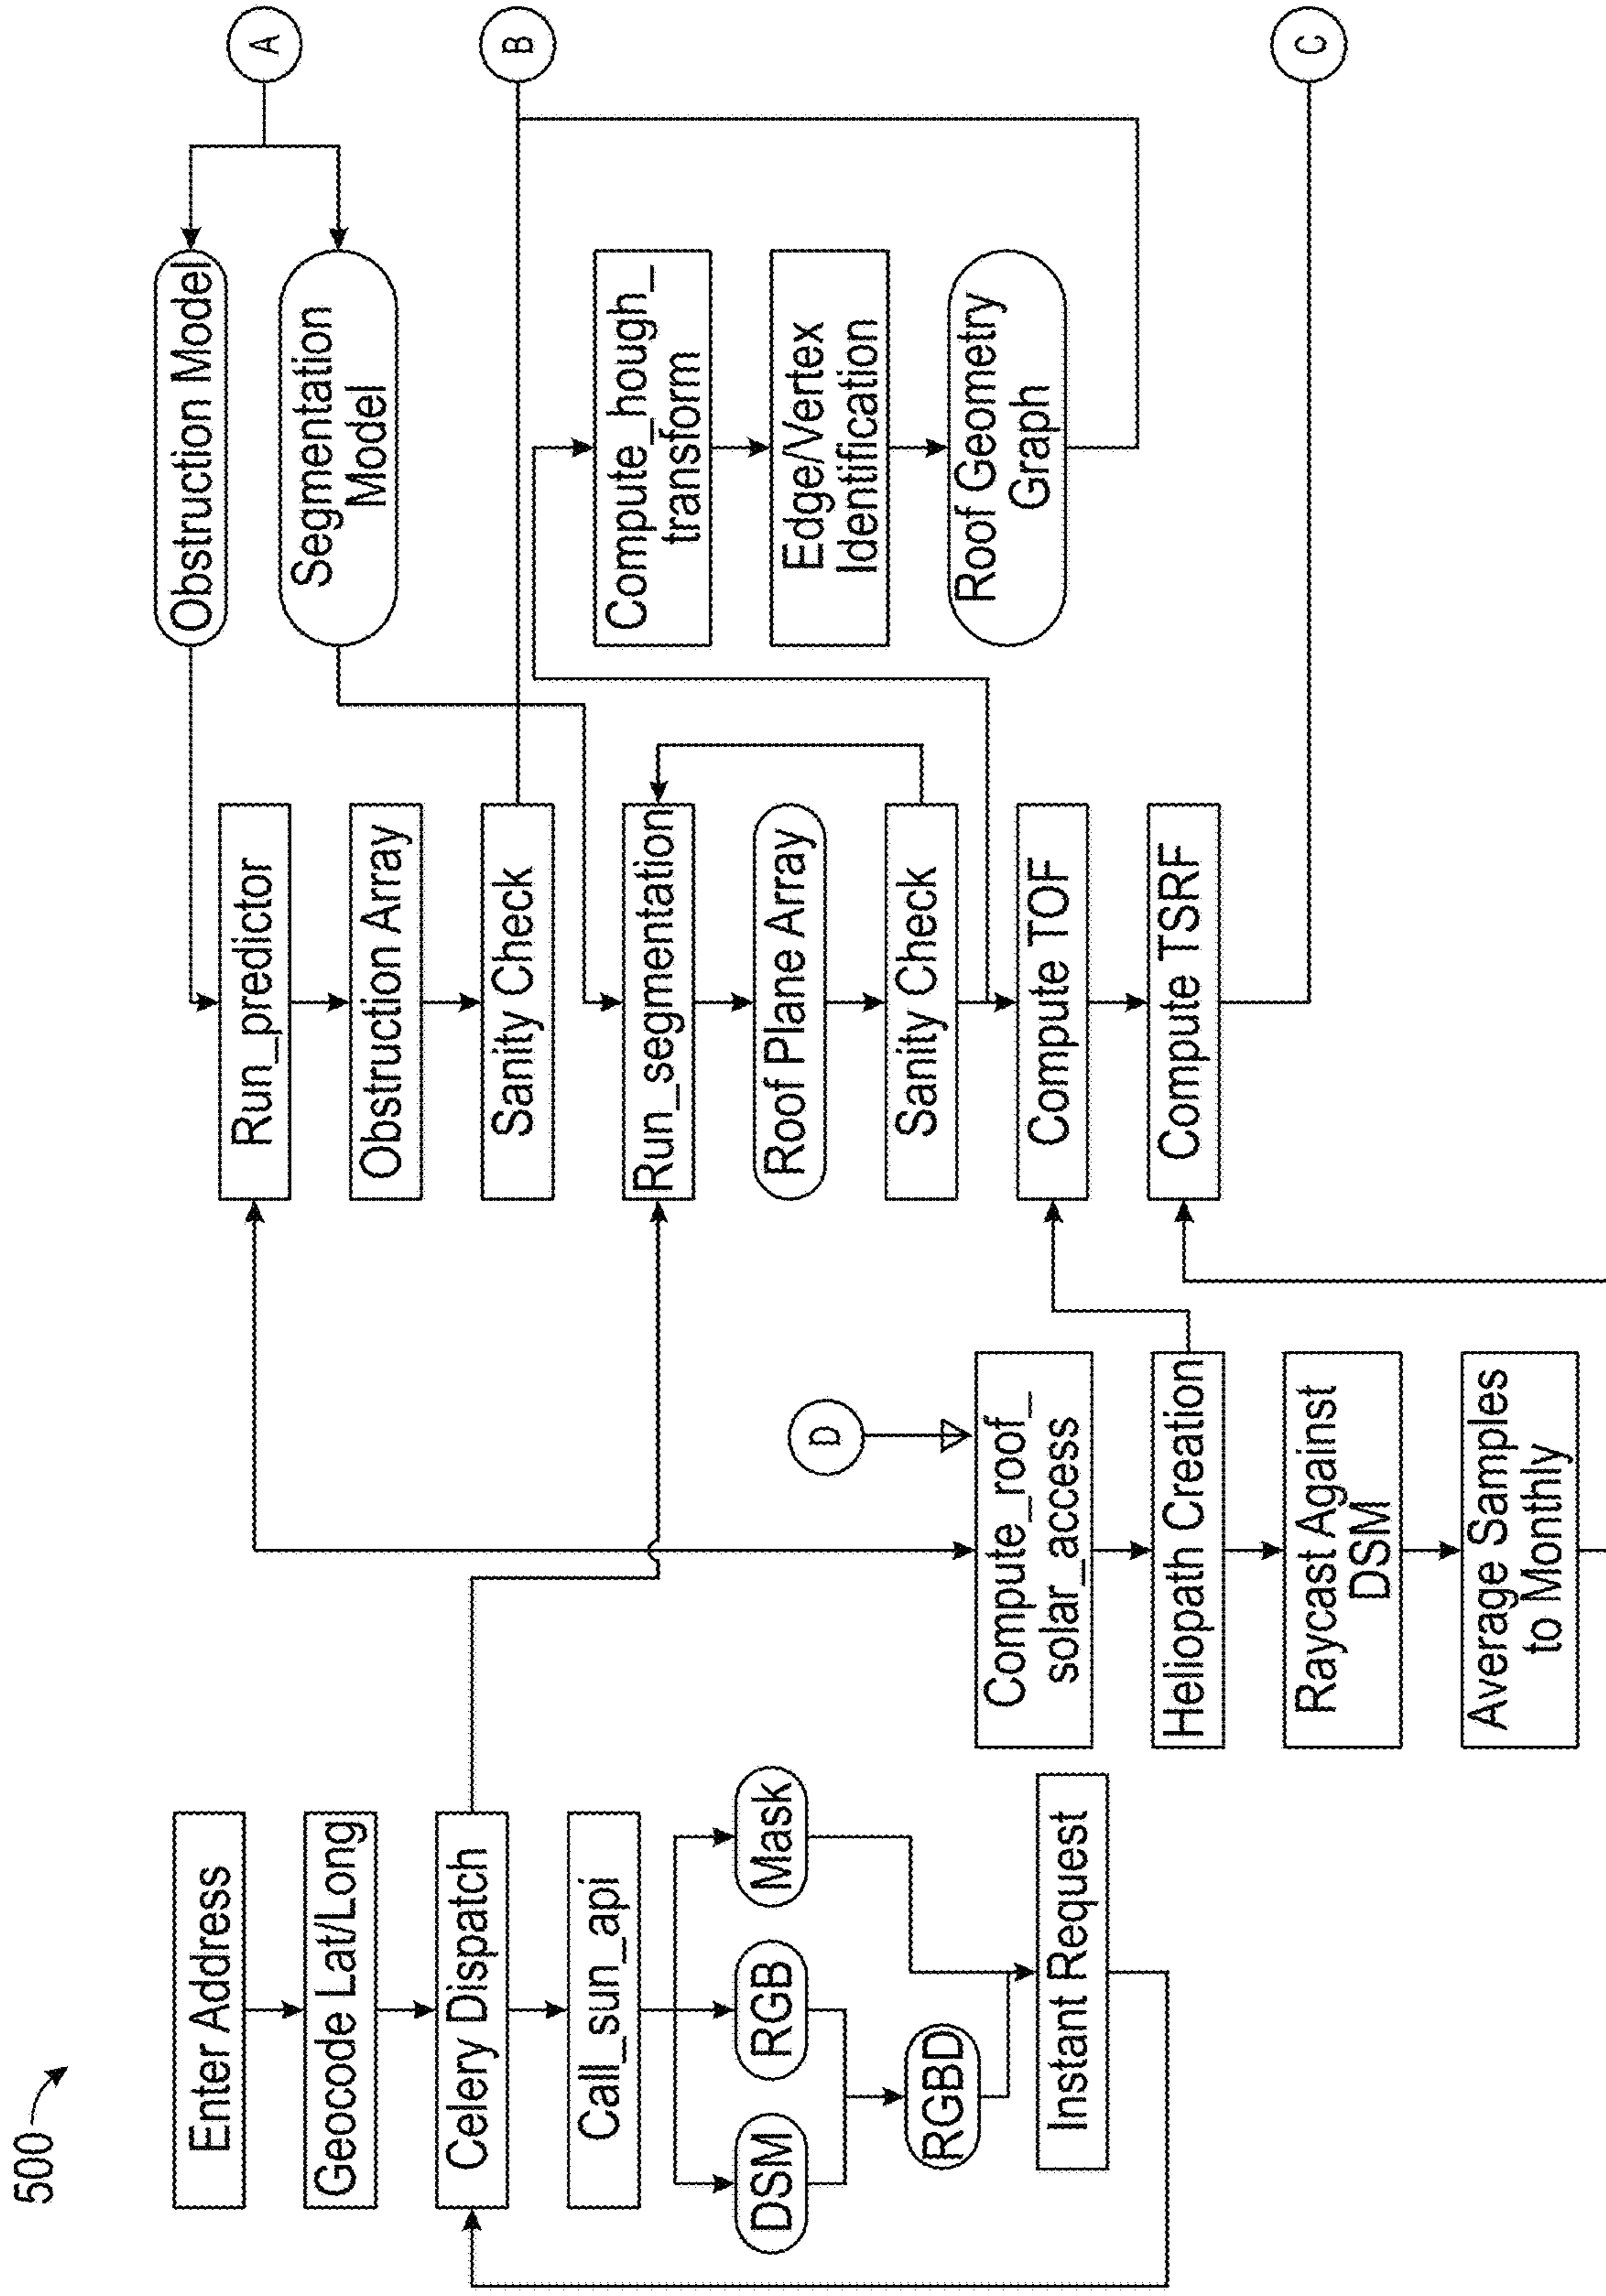 500
Enter Address
Geocode Lat/Long
Celery Dispatch
Call_sun_api
DSM
RGB
Mask
RGBD
Instant Request
D
Compute_roof_
solar_access
Heliopath Creation
Raycast Against
DSM
Average Samples
to Monthly
Run_predictor
Obstruction Array
Sanity Check
Run_segmentation
Roof Plane Array
Sanity Check
Compute TOF
Compute TSRF
Obstruction Model
Segmentation
Model
Compute_hough_
transform
Edge/Vertex
Identification
Roof Geometry
Graph
A
B
C